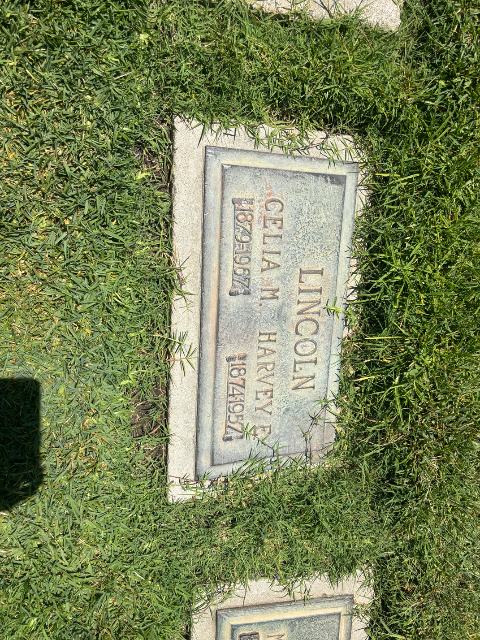 LINCOLN
CELIA M. HARVEY E.
1879-1967 1874-1957